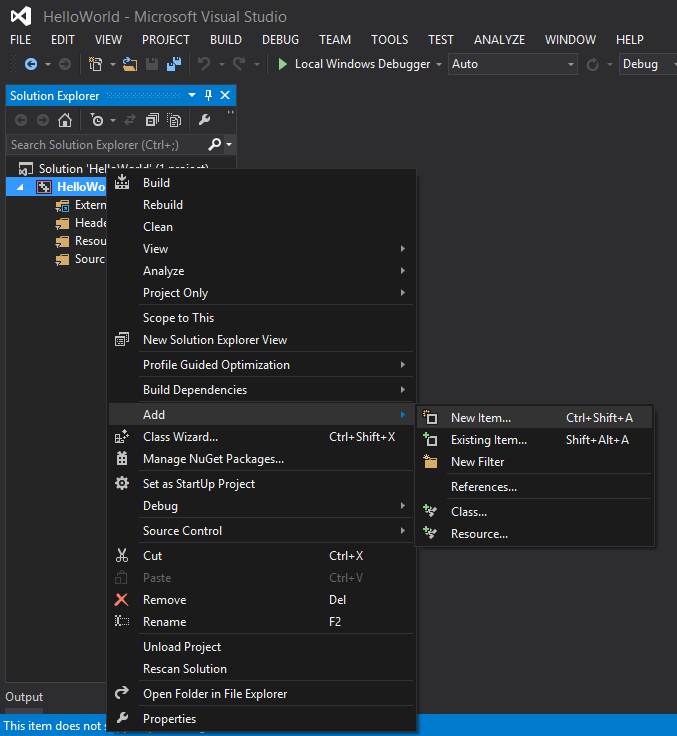 HelloWorld - Microsoft Visual Studio
FILE EDIT VIEW PROJECT BUILD DEBUG TEAM TOOLS TEST ANALYZE WINDOW HELP
Local Windows Debugger Auto Debug
Solution Explorer
Search Solution Explorer (Ctrl+;)
Solution 'HelloWorld' (1 project)
HelloWo
Extern
Heade
Resou
Sourc
Build
Rebuild
Clean
View
Analyze
Project Only
Scope to This
New Solution Explorer View
Profile Guided Optimization
Build Dependencies
Add
Class Wizard... Ctrl+Shift+X
Manage NuGet Packages...
Set as StartUp Project
Debug
Source Control
Cut Ctrl+X
Paste Ctrl+V
Remove Del
Rename F2
Unload Project
Rescan Solution
Open Folder in File Explorer
Properties
New Item... Ctrl+Shift+A
Existing Item... Shift+Alt+A
New Filter
References...
Class...
Resource...
Output
This item does not